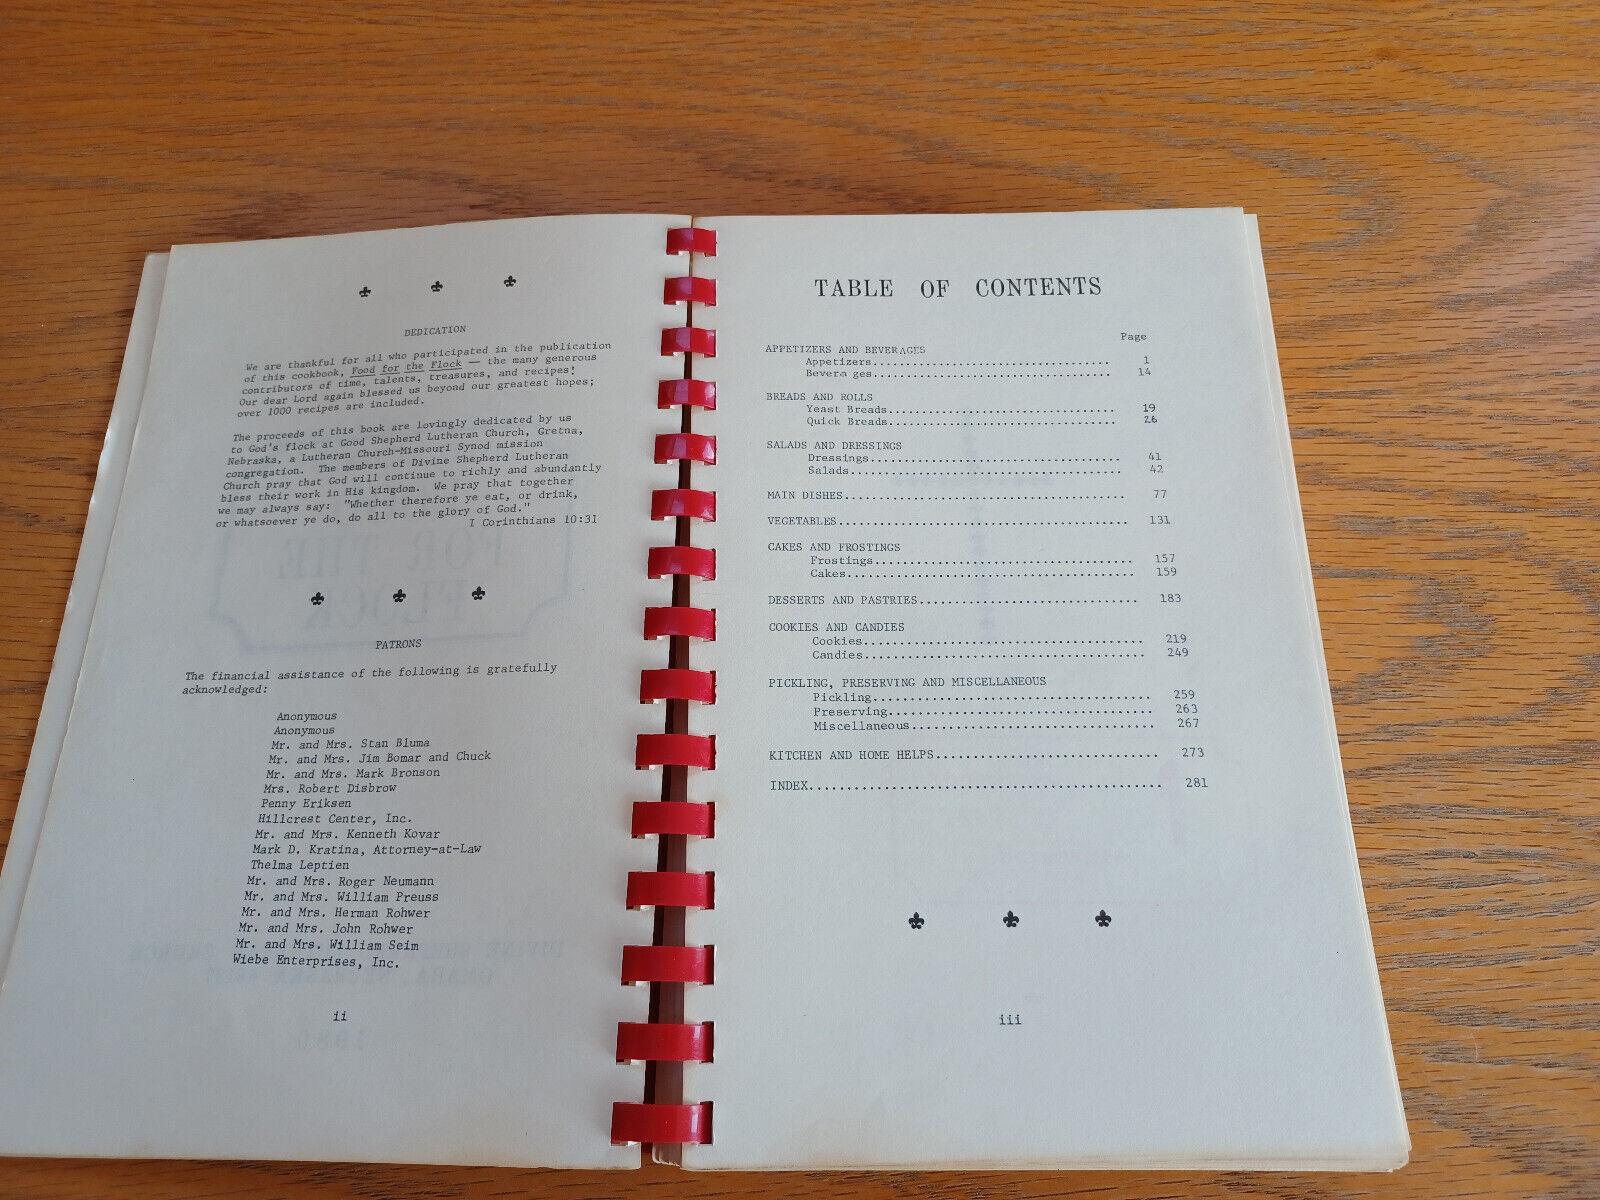 DEDICATION
We are thankful for all who participated in the publication
of this cookbook, Food for the Flock — the many generous
contributors of time, talents, treasures, and recipes!
Our dear Lord again blessed us beyond our greatest hopes;
over 1000 recipes are included.
The proceeds of this book are lovingly dedicated by us
to God's flock at Good Shepherd Lutheran Church, Gretna,
Nebraska, a Lutheran Church-Missouri Synod mission
congregation. The members of Divine Shepherd Lutheran
Church pray that God will continue to richly and abundantly
bless their work in His kingdom. We pray that together
we may always say: "Whether therefore ye eat, or drink,
or whatsoever ye do, do all to the glory of God."
I Corinthians 10:31
PATRONS
The financial assistance of the following is gratefully
acknowledged:
Anonymous
Anonymous
Mr. and Mrs. Stan Bluma
Mr. and Mrs. Jim Bomar and Chuck
Mr. and Mrs. Mark Bronson
Mrs. Robert Disbrow
Penny Eriksen
Hillcrest Center, Inc.
Mr. and Mrs. Kenneth Kovar
Mark D. Kratina, Attorney-at-Law
Thelma Leptien
Mr. and Mrs. Roger Neumann
Mr. and Mrs. William Preuss
Mr. and Mrs. Herman Rohwer
Mr. and Mrs. John Rohwer
Mr. and Mrs. William Seim
Wiebe Enterprises, Inc.
ii
TABLE OF CONTENTS
Page
APPETIZERS AND BEVERAGES
Appetizers................................ 1
Beverages................................ 14
BREADS AND ROLLS
Yeast Breads.............................. 19
Quick Breads.............................. 26
SALADS AND DRESSINGS
Dressings................................. 41
Salads.................................... 42
MAIN DISHES..................................... 77
VEGETABLES...................................... 131
CAKES AND FROSTINGS
Frostings.................................. 157
Cakes...................................... 159
DESSERTS AND PASTRIES............................. 183
COOKIES AND CANDIES
Cookies..................................... 219
Candies..................................... 249
PICKLING, PRESERVING AND MISCELLANEOUS
Pickling..................................... 259
Preserving................................... 263
Miscellaneous................................ 267
KITCHEN AND HOME HELPS.............................. 273
INDEX............................................... 281
iii